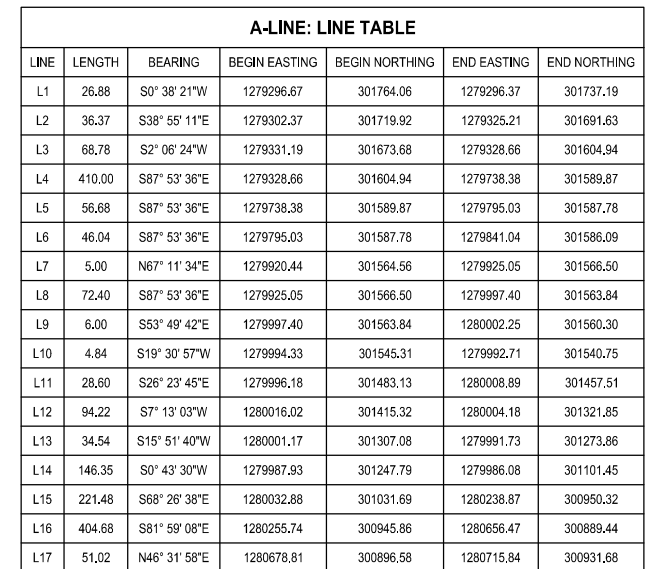 A-LINE: LINE TABLE
LINE LENGTH BEARING BEGIN EASTING BEGIN NORTHING END EASTING END NORTHING
L1 26.88 S0° 38' 21"W 1279296.67 301764.06 1279296.37 301737.19
L2 36.37 S38° 55' 11"E 1279302.37 301719.92 1279325.21 301691.63
L3 68.78 S2° 06' 24"W 1279331.19 301673.68 1279328.66 301604.94
L4 410.00 S87° 53' 36"E 1279328.66 301604.94 1279738.38 301589.87
L5 56.68 S87° 53' 36"E 1279738.38 301589.87 1279795.03 301587.78
L6 46.04 S87° 53' 36"E 1279795.03 301587.78 1279841.04 301586.09
L7 5.00 N67° 11' 34"E 1279920.44 301564.56 1279925.05 301566.50
L8 72.40 S87° 53' 36"E 1279925.05 301566.50 1279997.40 301563.84
L9 6.00 S53° 49' 42"E 1279997.40 301563.84 1280002.25 301560.30
L10 4.84 S19° 30' 57"W 1279994.33 301545.31 1279992.71 301540.75
L11 28.60 S26° 23' 45"E 1279996.18 301483.13 1280008.89 301457.51
L12 94.22 S7° 13' 03"W 1280016.02 301415.32 1280004.18 301321.85
L13 34.54 S15° 51' 40"W 1280001.17 301307.08 1279991.73 301273.86
L14 146.35 S0° 43' 30"W 1279987.93 301247.79 1279986.08 301101.45
L15 221.48 S68° 26' 38"E 1280032.88 301031.69 1280238.87 300950.32
L16 404.68 S81° 59' 08"E 1280255.74 300945.86 1280656.47 300889.44
L17 51.02 N46° 31' 58"E 1280678.81 300896.58 1280715.84 300931.68